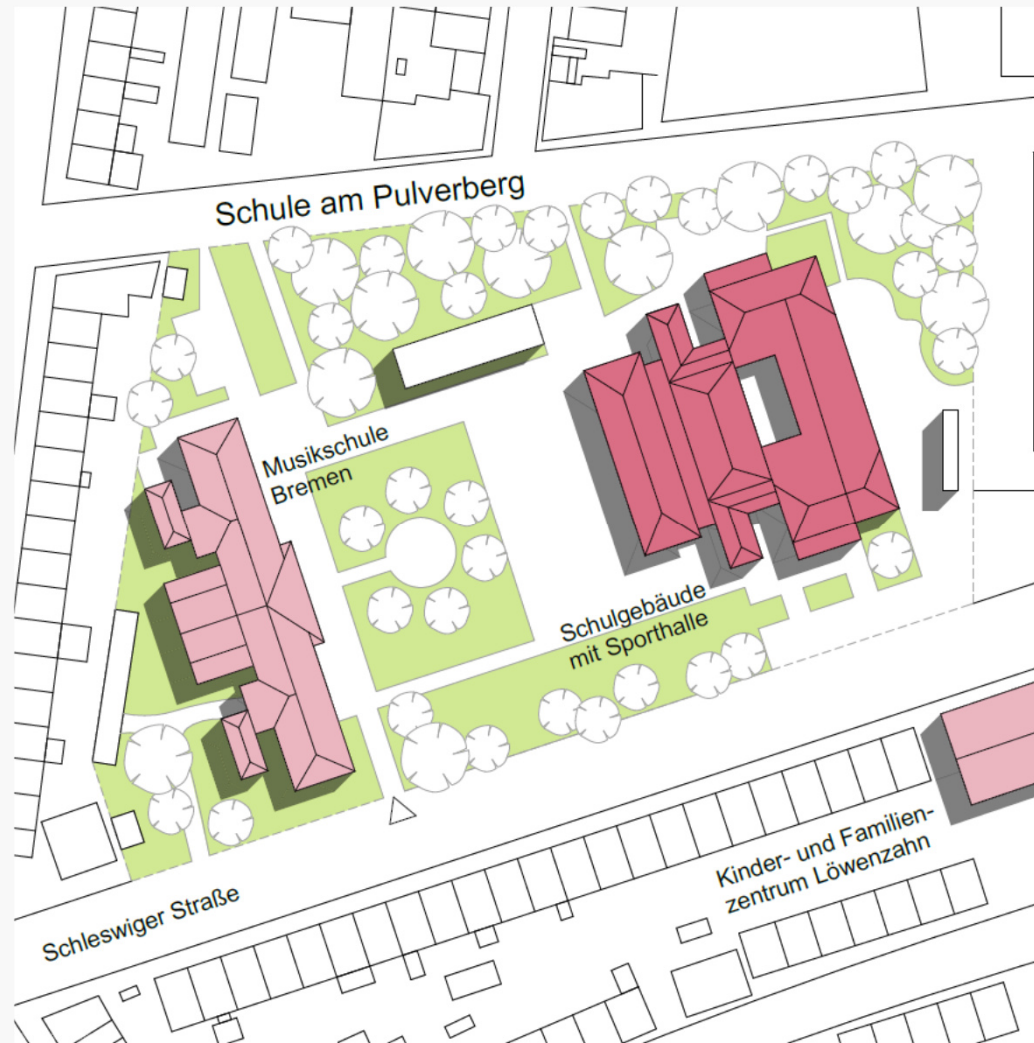 Schule am Pulverberg
Musikschule
Bremen
Schulgebäude
mit Sporthalle
Kinder- und Familien-
zentrum Löwenzahn
Schleswiger Straße